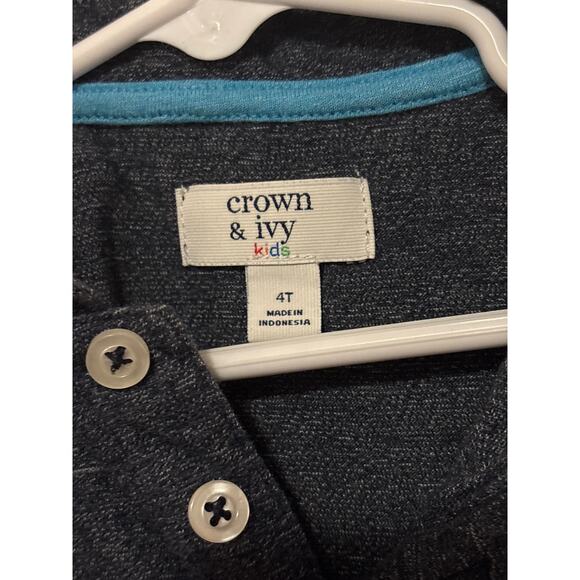 crown
& ivy
kids
4T
MADE IN
INDONESIA